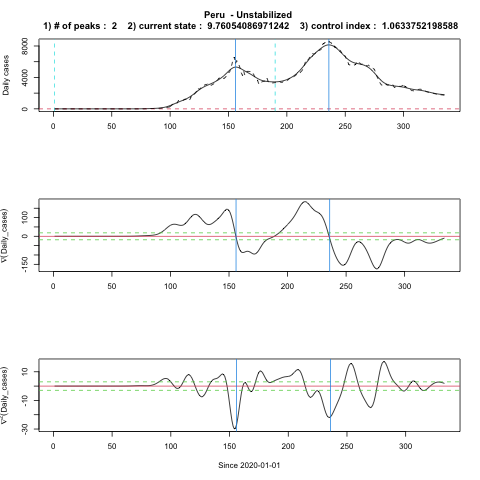 Peru - Unstabilized
1) # of peaks : 2 2) current state : 9.76054086971242 3) control index : 1.0633752198588
Daily cases
0 4000 8000
0 50 100 150 200 250 300
∇(Daily_cases)
-150 0 100
0 50 100 150 200 250 300
∇²(Daily_cases)
-30 -10 10
0 50 100 150 200 250 300
Since 2020-01-01